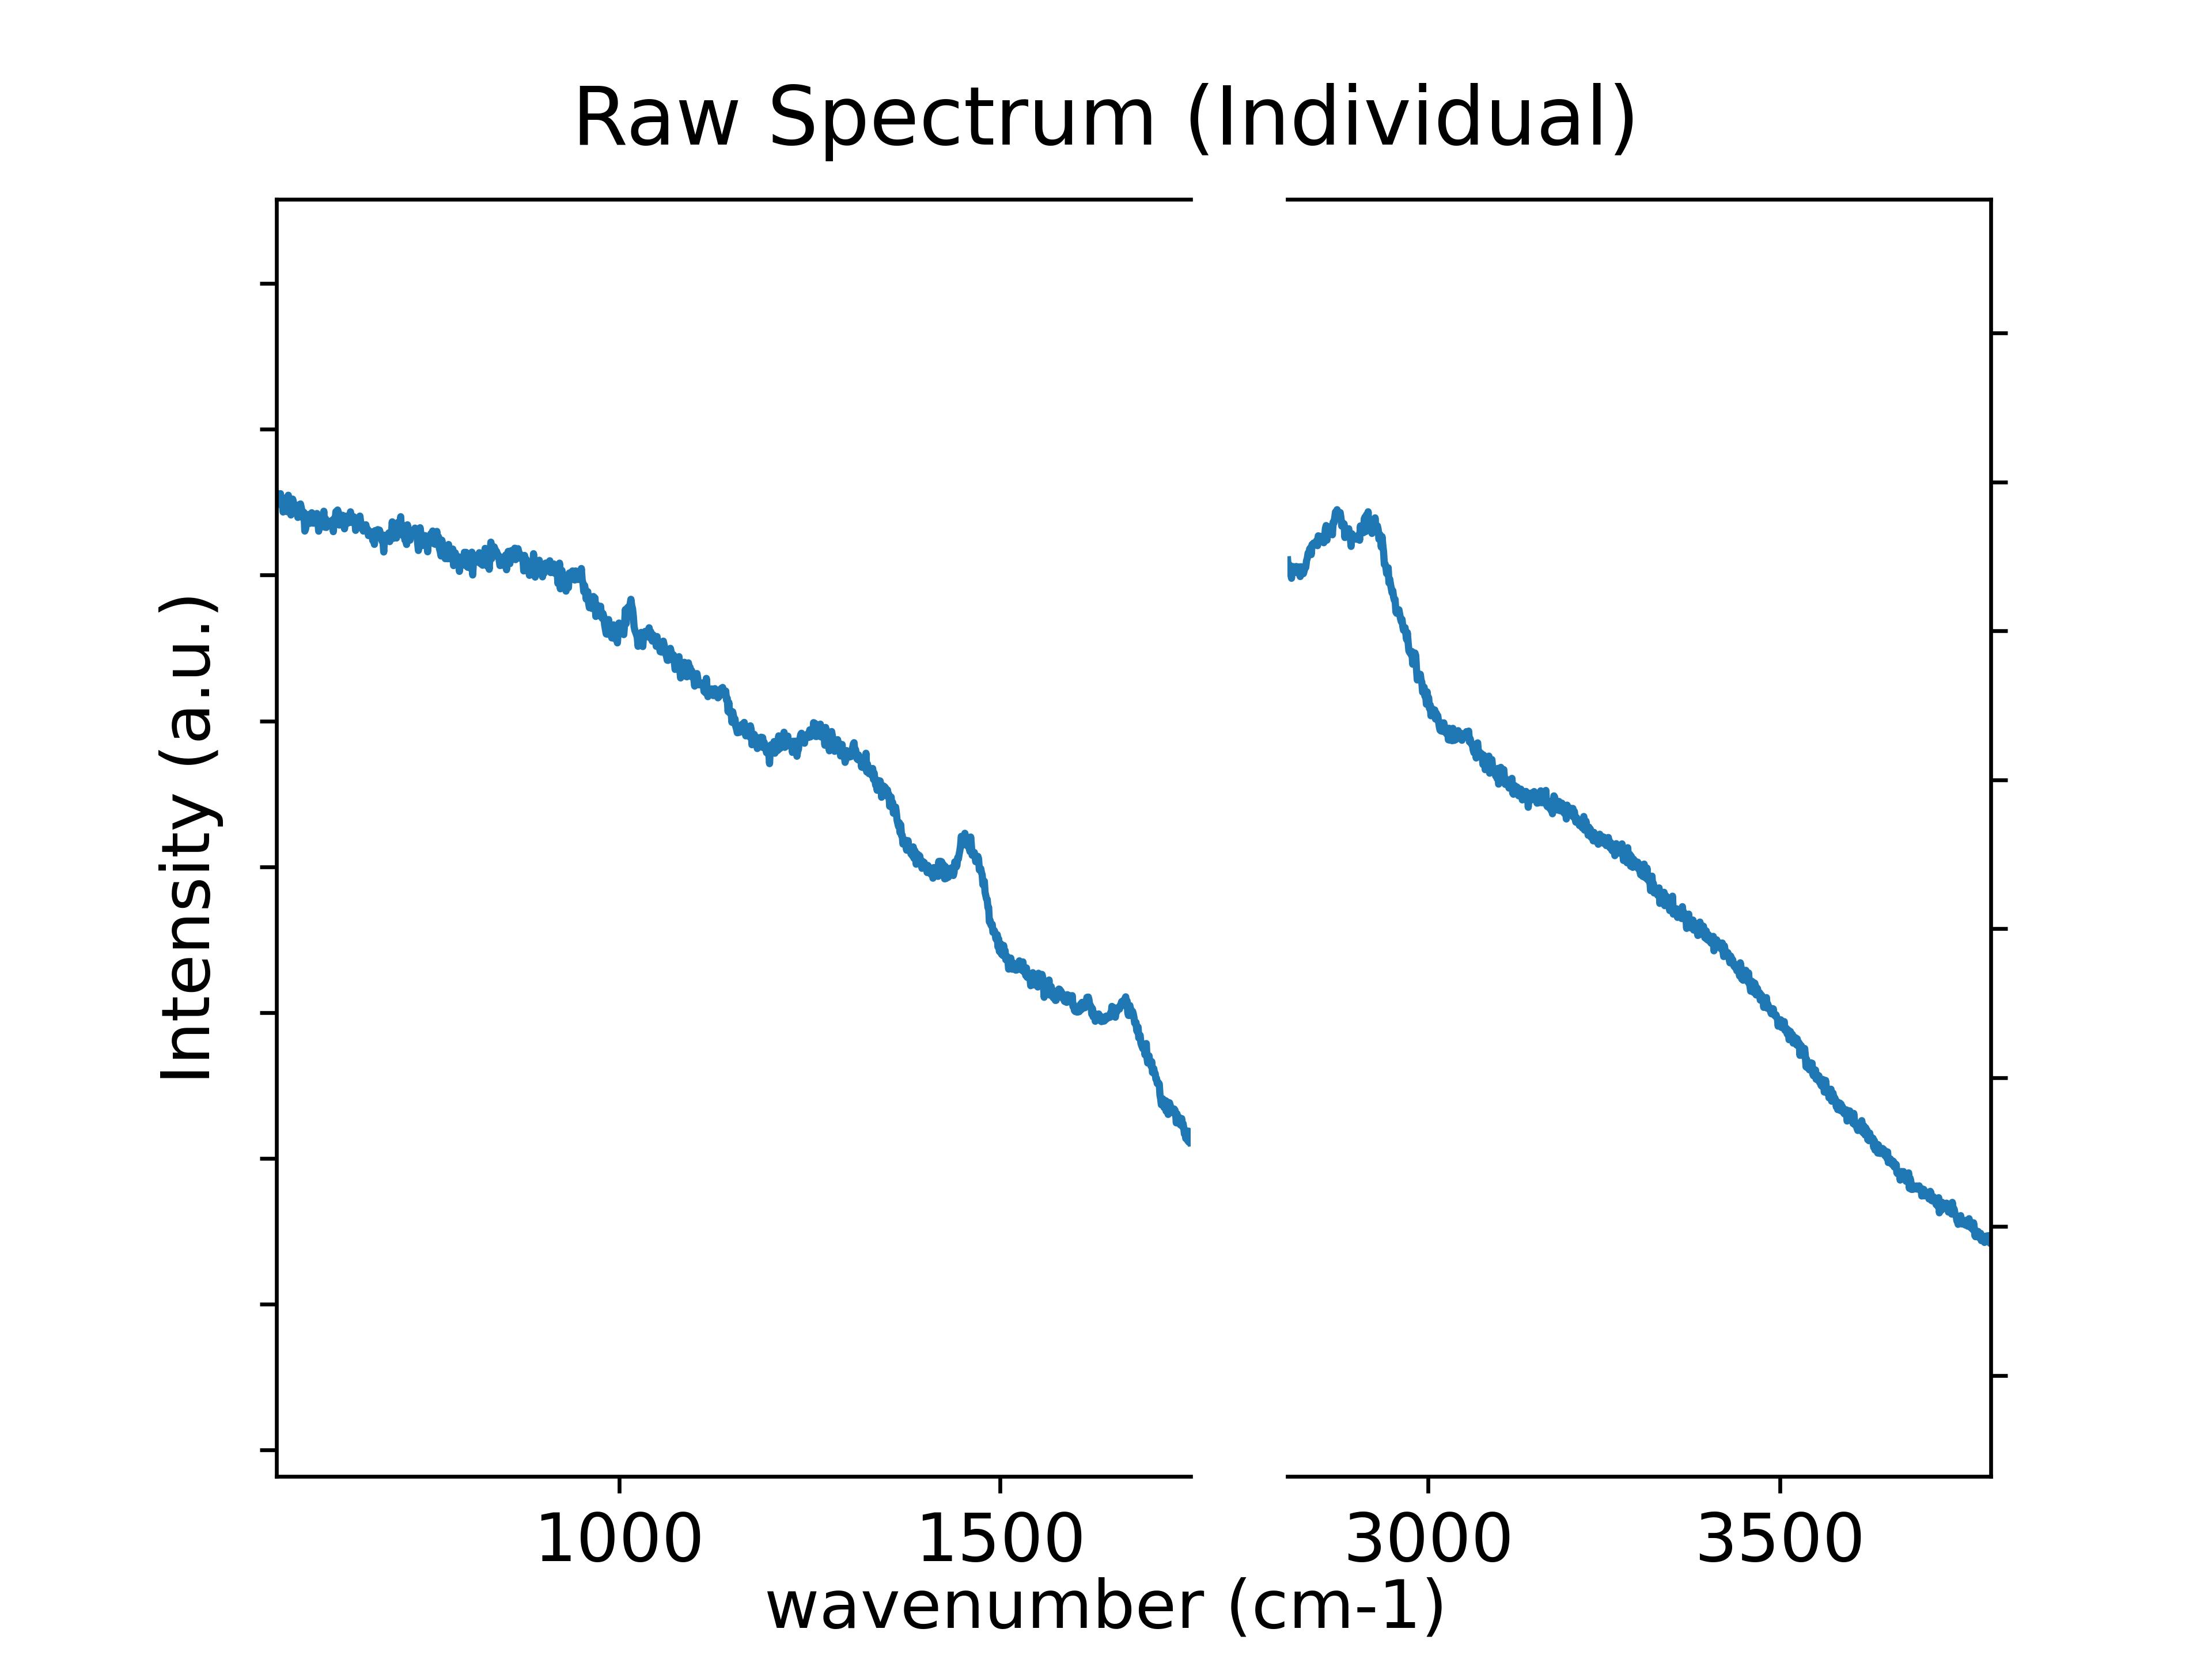 Raw Spectrum (Individual)
Intensity (a.u.)
1000 1500 3000 3500
wavenumber (cm-1)